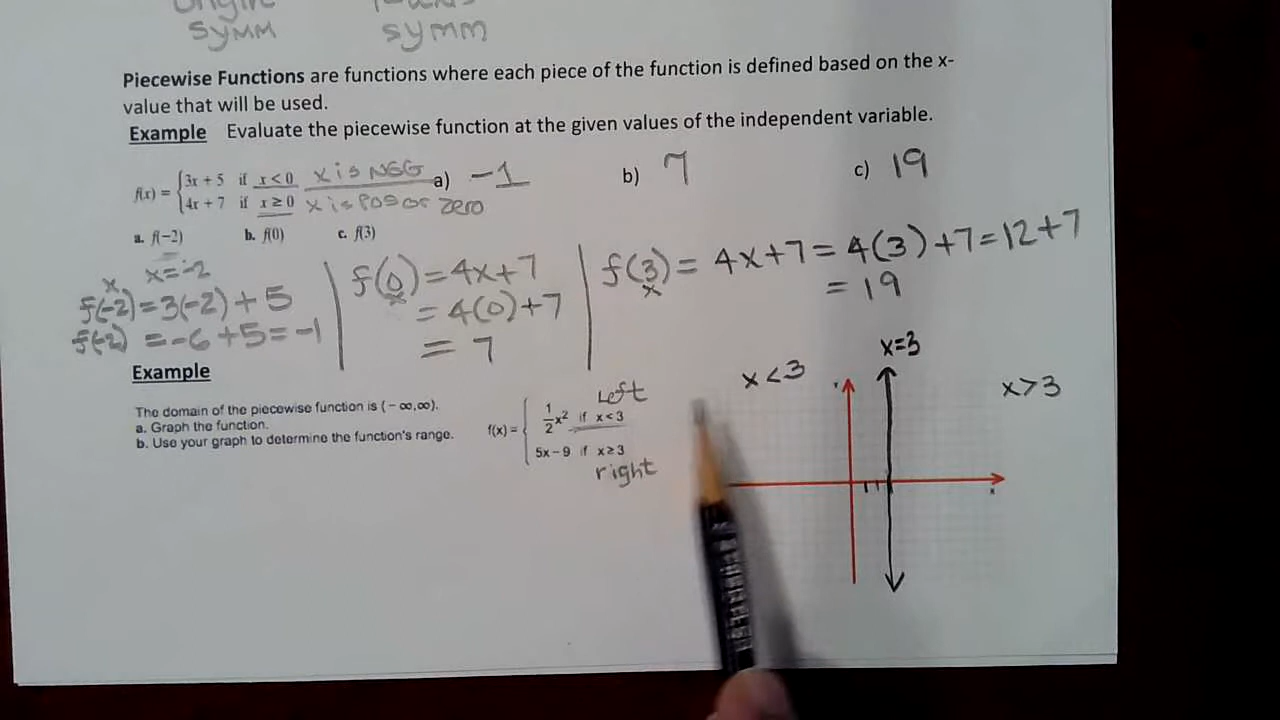 symm symm
Piecewise Functions are functions where each piece of the function is defined based on the x-
value that will be used.
Example Evaluate the piecewise function at the given values of the independent variable.
f(x) = { 3x + 5 if x < 0 x is NEG
4x + 7 if x ≥ 0 x is POS or zero
a) -1
b) 7
c) 19
a. f(-2) b. f(0) c. f(3)
x x=-2
f(-2)=3(-2)+5
f(-2) =-6+5=-1
f(0)=4x+7
x
=4(0)+7
=7
f(3)= 4x+7=4(3)+7=12+7
x
=19
Example
The domain of the piecewise function is (-∞,∞).
a. Graph the function.
b. Use your graph to determine the function's range.
Left
f(x) = { 1/2 x² if x < 3
5x - 9 if x ≥ 3
right
x<3
x=3
x>3
x